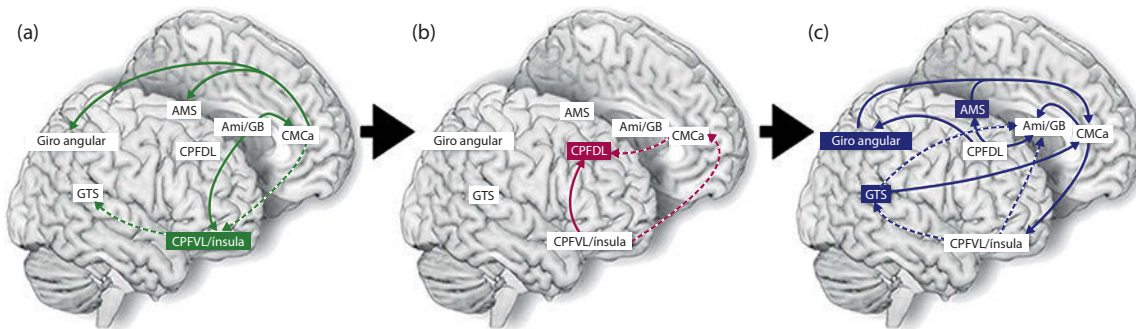 (a)
AMS
Ami/GB
Giro angular
CMCa
CPFDL
GTS
CPFVL/ínsula
(b)
AMS
Ami/GB
Giro angular
CMCa
CPFDL
GTS
CPFVL/ínsula
(c)
AMS
Ami/GB
Giro angular
CMCa
CPFDL
GTS
CPFVL/ínsula